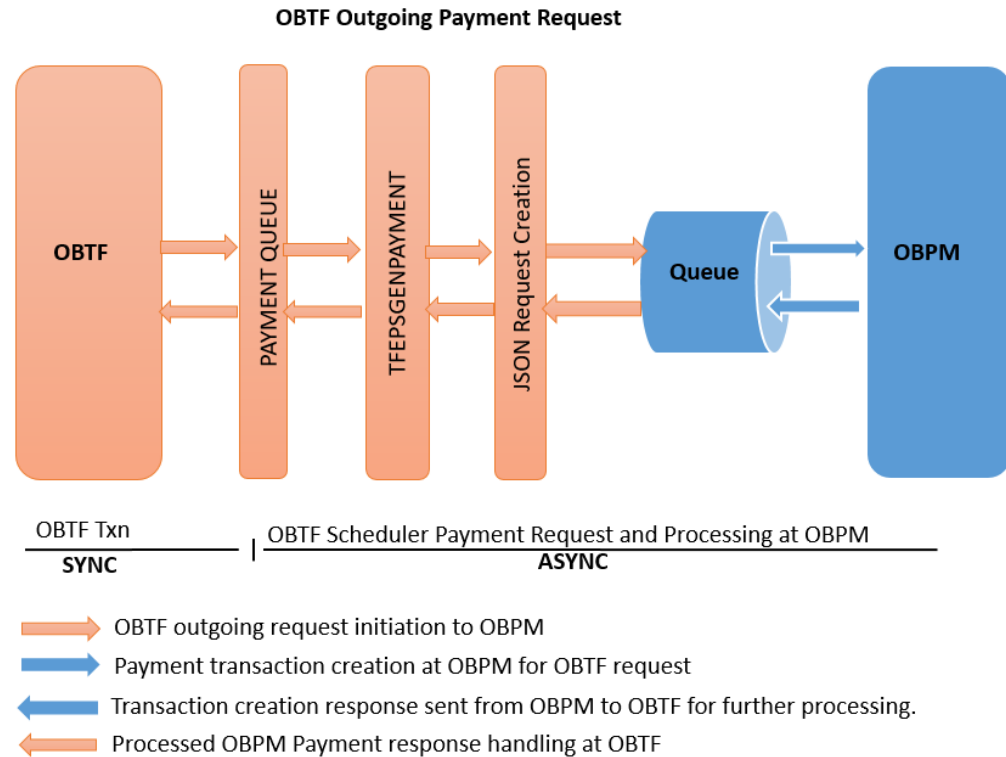 OBTF Outgoing Payment Request
OBTF
PAYMENT QUEUE
TFEPSGENPAYMENT
JSON Request Creation
Queue
OBPM
OBTF Txn
SYNC
OBTF Scheduler Payment Request and Processing at OBPM
ASYNC
OBTF outgoing request initiation to OBPM
Payment transaction creation at OBPM for OBTF request
Transaction creation response sent from OBPM to OBTF for further processing.
Processed OBPM Payment response handling at OBTF